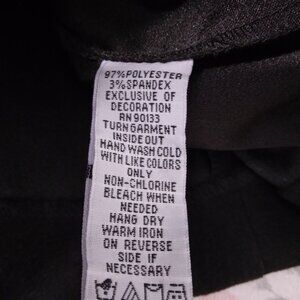 97% POLYESTER
3% SPANDEX
EXCLUSIVE OF
DECORATION
RN 90133
TURN GARMENT
INSIDE OUT
HAND WASH COLD
WITH LIKE COLORS
ONLY
NON-CHLORINE
BLEACH WHEN
NEEDED
HANG DRY
WARM IRON
ON REVERSE
SIDE IF
NECESSARY